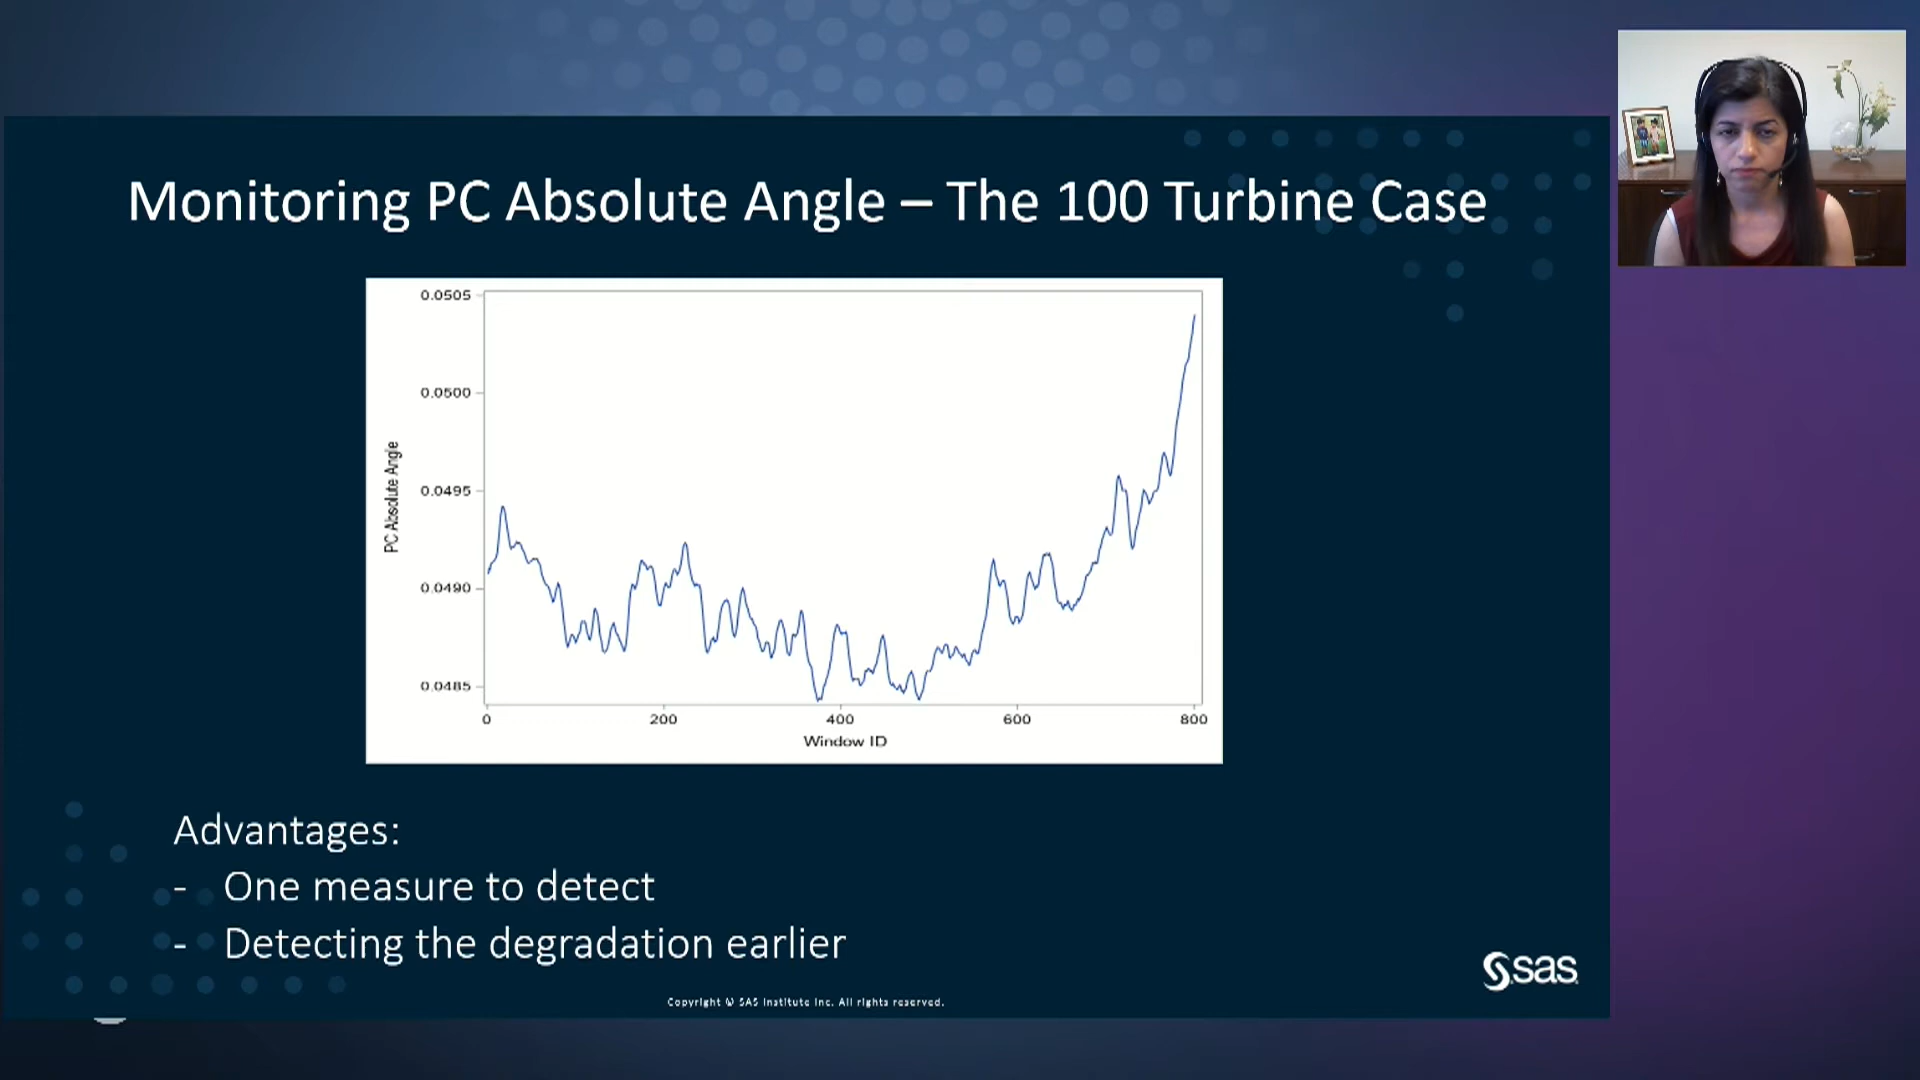 Monitoring PC Absolute Angle – The 100 Turbine Case
0.0505
0.0500
0.0495
0.0490
0.0485
PC Absolute Angle
0 200 400 600 800
Window ID
Advantages:
- One measure to detect
- Detecting the degradation earlier
sas
Copyright © SAS Institute Inc. All rights reserved.